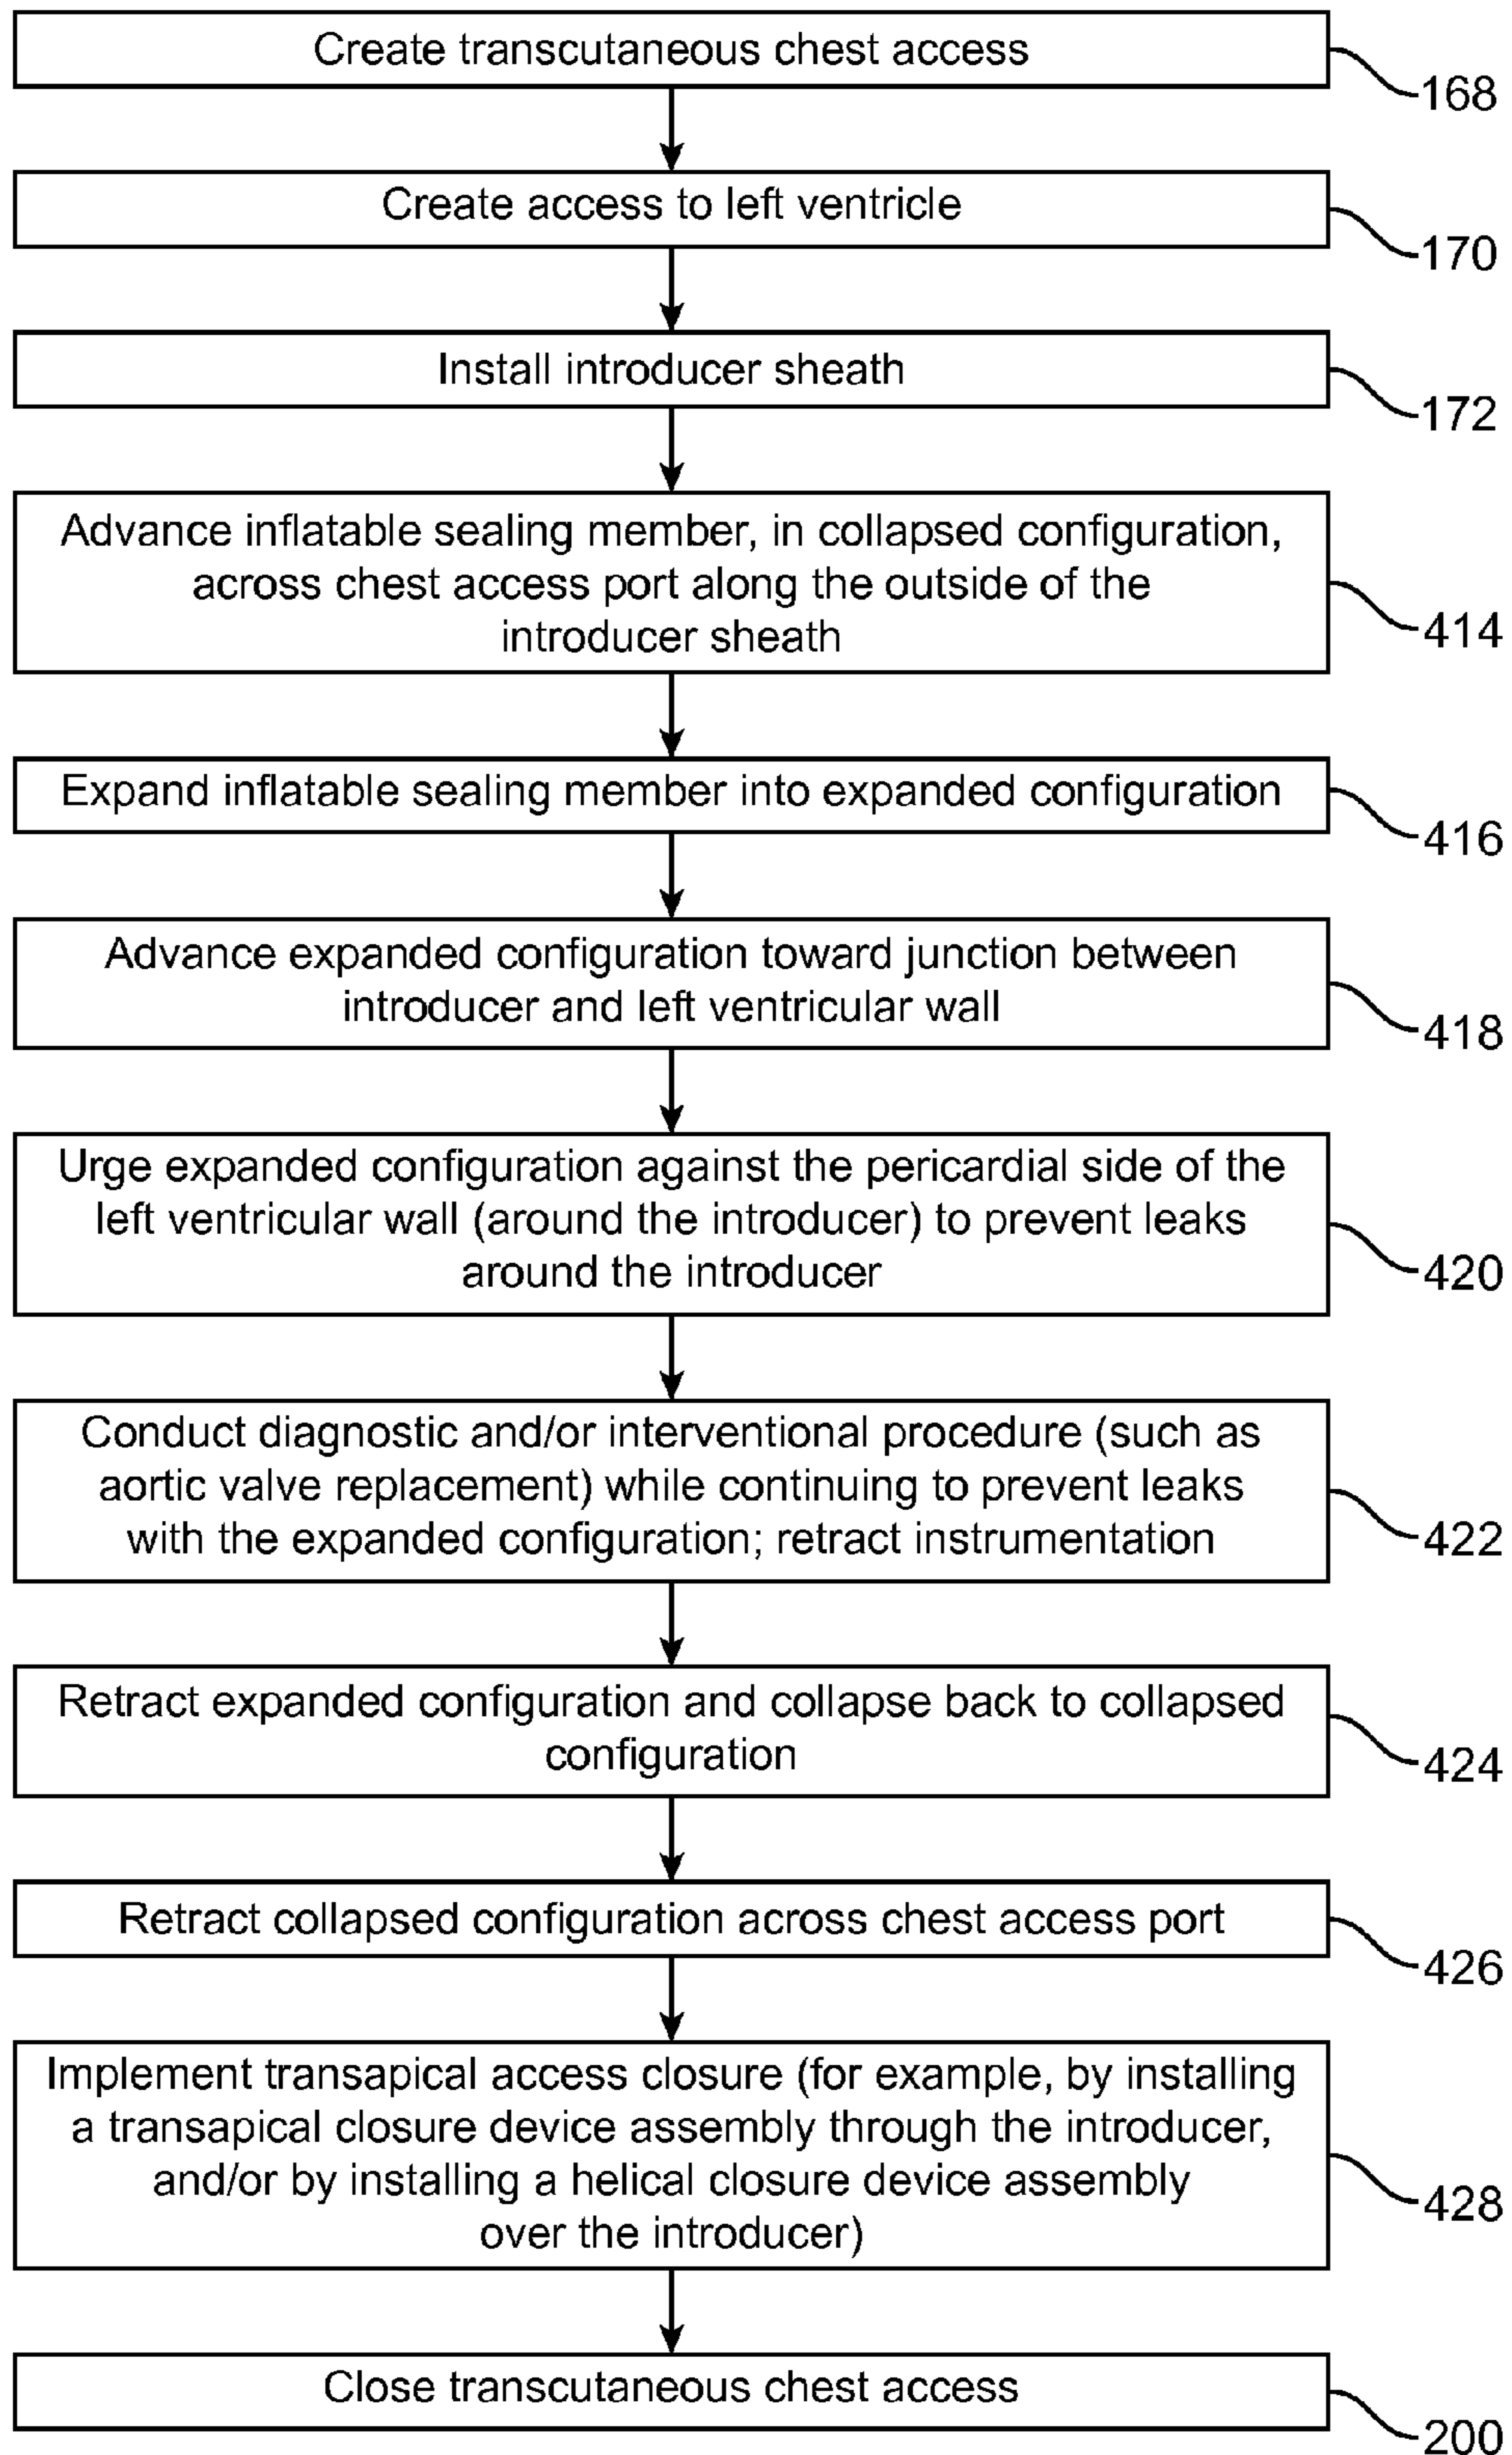 Create transcutaneous chest access
168
Create access to left ventricle
170
Install introducer sheath
172
Advance inflatable sealing member, in collapsed configuration,
across chest access port along the outside of the
introducer sheath
414
Expand inflatable sealing member into expanded configuration
416
Advance expanded configuration toward junction between
introducer and left ventricular wall
418
Urge expanded configuration against the pericardial side of the
left ventricular wall (around the introducer) to prevent leaks
around the introducer
420
Conduct diagnostic and/or interventional procedure (such as
aortic valve replacement) while continuing to prevent leaks
with the expanded configuration; retract instrumentation
422
Retract expanded configuration and collapse back to collapsed
configuration
424
Retract collapsed configuration across chest access port
426
Implement transapical access closure (for example, by installing
a transapical closure device assembly through the introducer,
and/or by installing a helical closure device assembly
over the introducer)
428
Close transcutaneous chest access
200